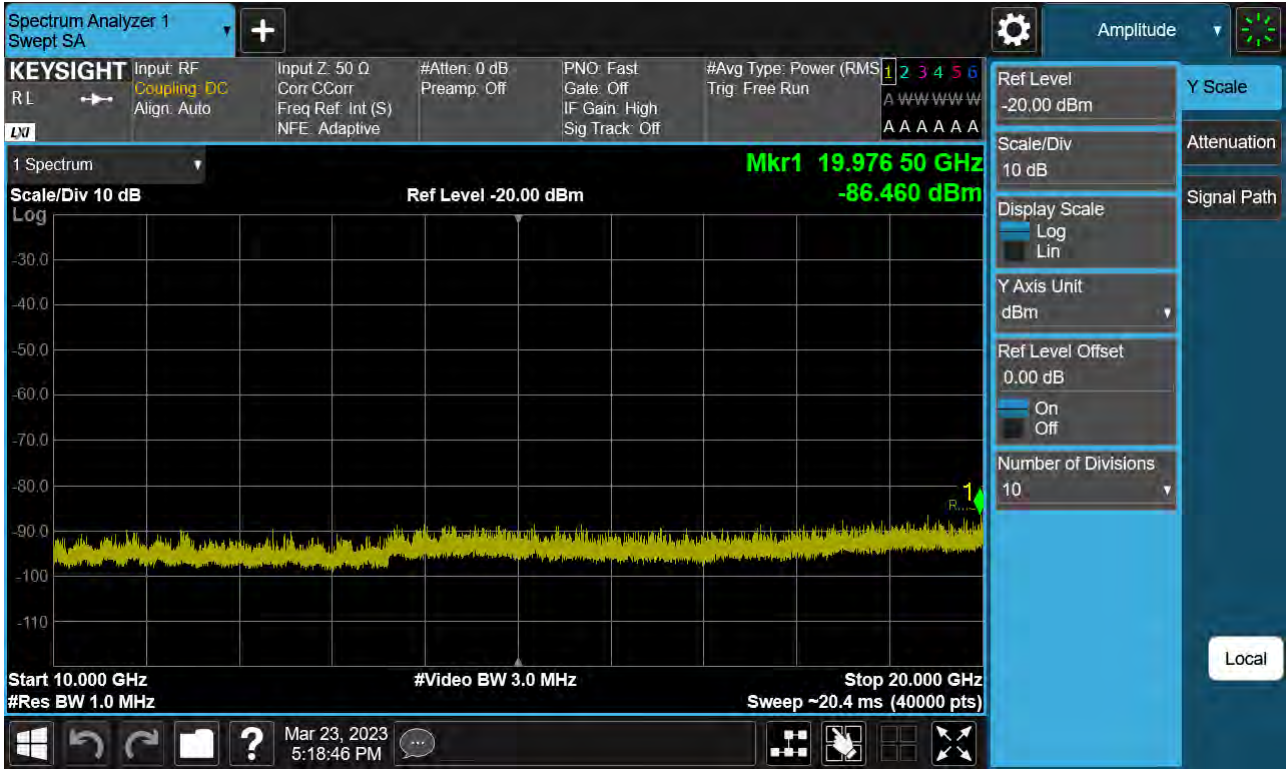 Spectrum Analyzer 1
Swept SA
+
Amplitude
KEYSIGHT
RL
LXI
Input: RF
Coupling: DC
Align: Auto
Input Z: 50 Ω
Corr CCorr
Freq Ref: Int (S)
NFE: Adaptive
#Atten: 0 dB
Preamp: Off
PNO: Fast
Gate: Off
IF Gain: High
Sig Track: Off
#Avg Type: Power (RMS
Trig: Free Run
1 2 3 4 5 6
A W W W W W
A A A A A A
1 Spectrum
Mkr1 19.976 50 GHz
Scale/Div 10 dB
Ref Level -20.00 dBm
-86.460 dBm
Log
-30.0
-40.0
-50.0
-60.0
-70.0
-80.0
-90.0
-100
-110
1
R...
Start 10.000 GHz
#Video BW 3.0 MHz
Stop 20.000 GHz
#Res BW 1.0 MHz
Sweep ~20.4 ms (40000 pts)
Ref Level
-20.00 dBm
Scale/Div
10 dB
Display Scale
Log
Lin
Y Axis Unit
dBm
Ref Level Offset
0.00 dB
On
Off
Number of Divisions
10
Y Scale
Attenuation
Signal Path
Local
?
Mar 23, 2023
5:18:46 PM